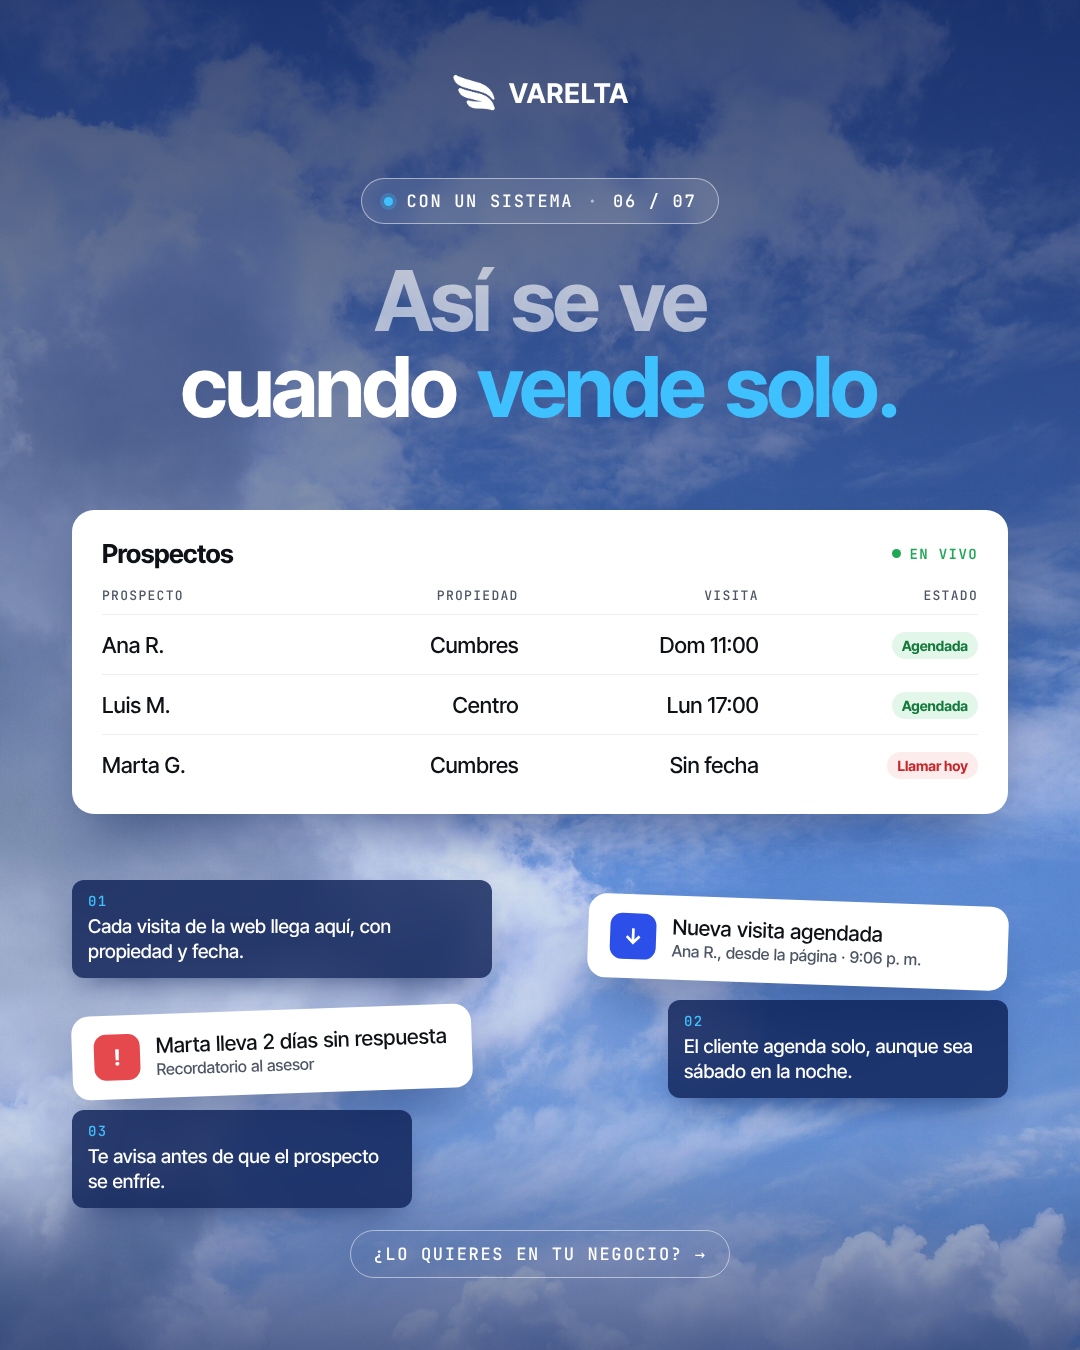 VARELTA
CON UN SISTEMA · 06 / 07
Así se ve
cuando vende solo.
Prospectos
EN VIVO
PROSPECTO PROPIEDAD VISITA ESTADO
Ana R. Cumbres Dom 11:00 Agendada
Luis M. Centro Lun 17:00 Agendada
Marta G. Cumbres Sin fecha Llamar hoy
01
Cada visita de la web llega aquí, con
propiedad y fecha.
Nueva visita agendada
Ana R., desde la página · 9:06 p. m.
02
El cliente agenda solo, aunque sea
sábado en la noche.
!
Marta lleva 2 días sin respuesta
Recordatorio al asesor
03
Te avisa antes de que el prospecto
se enfríe.
¿LO QUIERES EN TU NEGOCIO? →